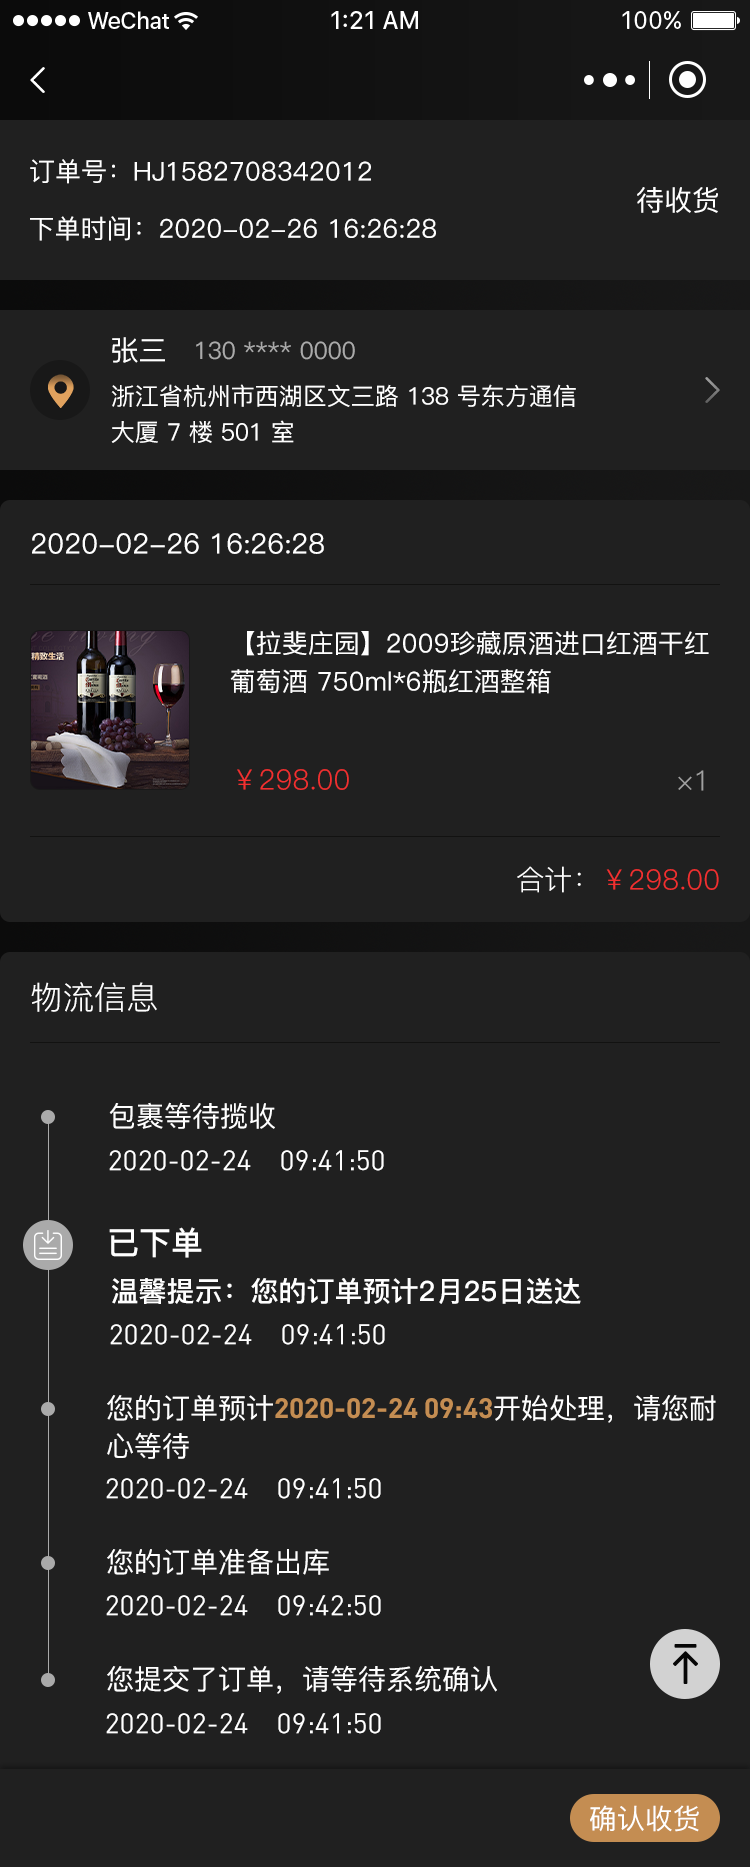 WeChat 1:21 AM 100%
订单号：HJ1582708342012
待收货
下单时间：2020-02-26 16:26:28
张三 130 **** 0000
浙江省杭州市西湖区文三路 138 号东方通信
大厦 7 楼 501 室
2020-02-26 16:26:28
精致生活
【拉斐庄园】2009珍藏原酒进口红酒干红
葡萄酒 750ml*6瓶红酒整箱
￥298.00 ×1
合计：￥298.00
物流信息
包裹等待揽收
2020-02-24 09:41:50
已下单
温馨提示：您的订单预计2月25日送达
2020-02-24 09:41:50
您的订单预计2020-02-24 09:43开始处理，请您耐
心等待
2020-02-24 09:41:50
您的订单准备出库
2020-02-24 09:42:50
您提交了订单，请等待系统确认
2020-02-24 09:41:50
确认收货